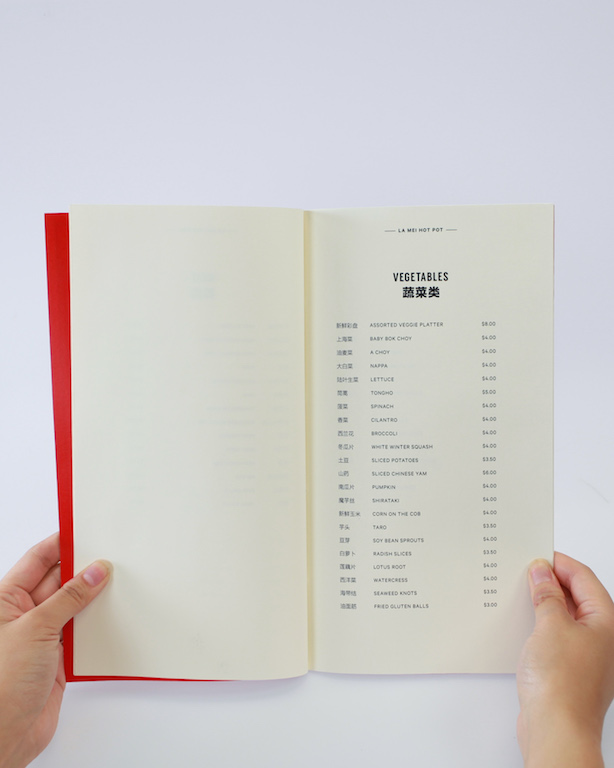 LA MEI HOT POT
VEGETABLES
蔬菜类
新鲜彩盘 ASSORTED VEGGIE PLATTER $8.00
上海菜 BABY BOK CHOY $4.00
油麦菜 A CHOY $4.00
大白菜 NAPPA $4.00
叶生菜 LETTUCE $4.00
茼蒿 TONGHO $5.00
菠菜 SPINACH $4.00
香菜 CILANTRO $4.00
西兰花 BROCCOLI $4.00
冬瓜片 WHITE WINTER SQUASH $4.00
土豆 SLICED POTATOES $3.50
山药 SLICED CHINESE YAM $6.00
南瓜片 PUMPKIN $4.00
魔芋丝 SHIRATAKI $4.00
新鲜玉米 CORN ON THE COB $4.00
芋头 TARO $3.50
豆芽 SOY BEAN SPROUTS $4.00
白萝卜 RADISH SLICES $3.50
莲藕片 LOTUS ROOT $4.00
西洋菜 WATERCRESS $4.00
海带结 SEAWEED KNOTS $3.50
油面筋 FRIED GLUTEN BALLS $3.00